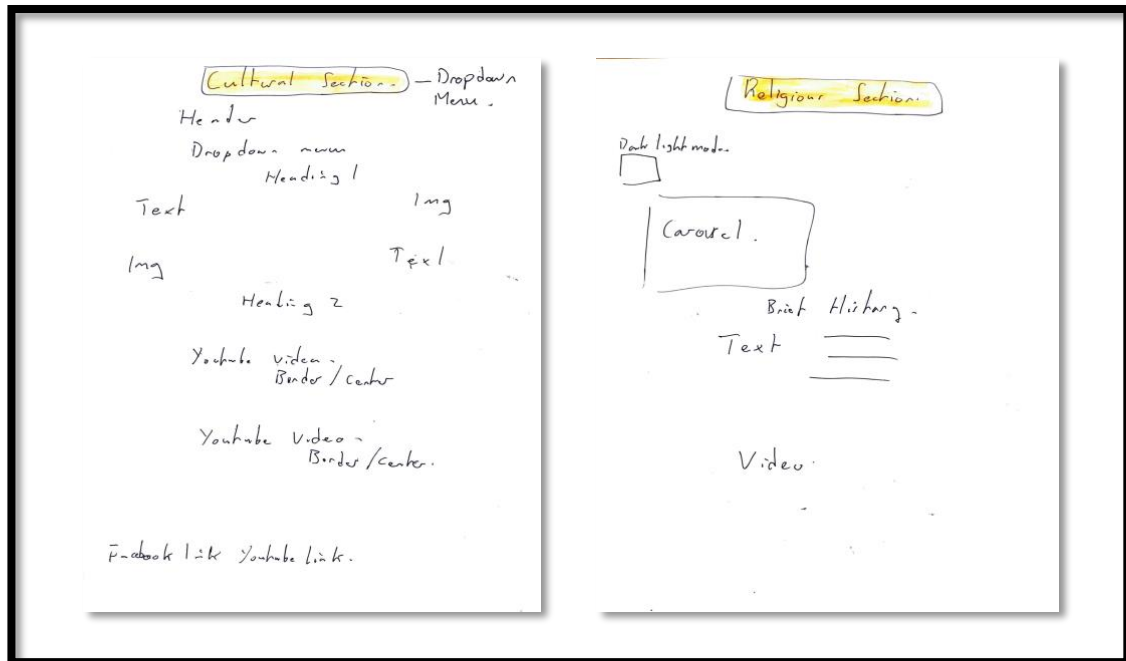 Cultural Section. — Dropdown
Menu.
Header
Dropdown menu
Heading 1
Text Img
Img Text
Heading 2
Youtube video -
Border / center
Youtube Video -
Border / center.
Facebook link Youtube link.
Religious Section.
Dark light mode.
Carousel.
Brief History -
Text
Video.